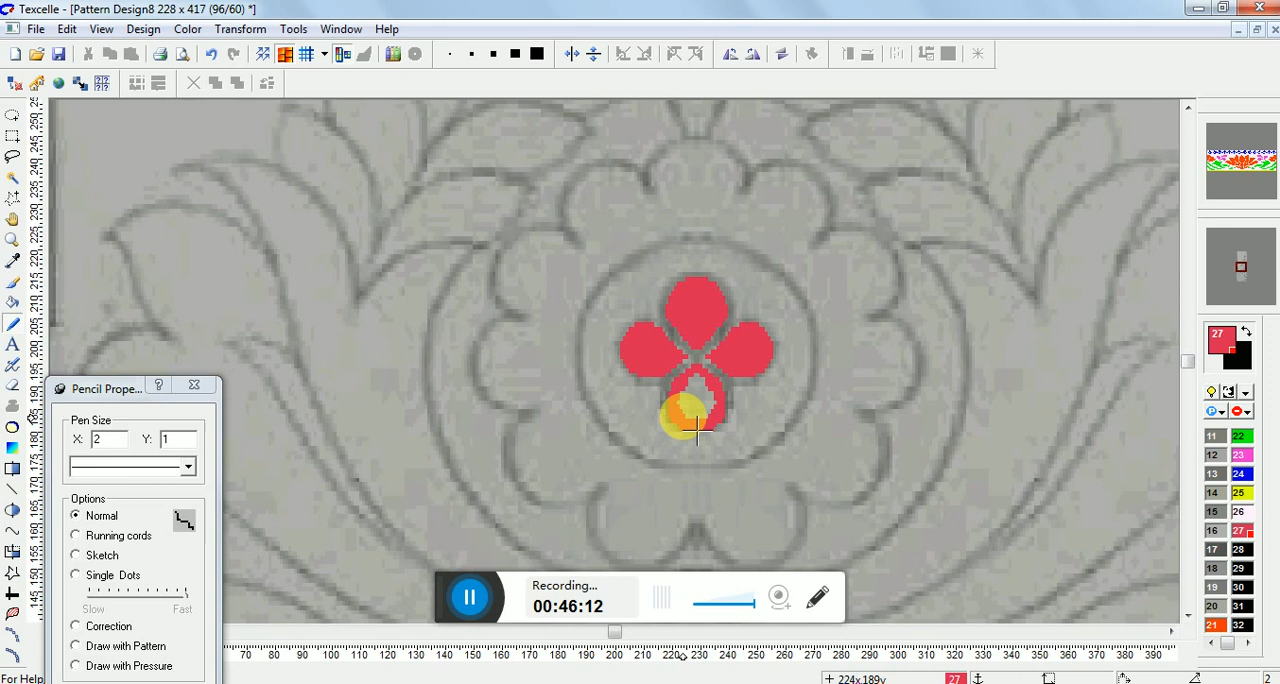 Texcelle - [Pattern Design8 228 x 417 (96/60) *]
File Edit View Design Color Transform Tools Window Help
27
Pencil Prope... ?
Pen Size
X: 2 Y: 1
Options
Normal
Running cords
Sketch
Single Dots
Slow Fast
Correction
Draw with Pattern
Draw with Pressure
Recording...
00:46:12
11 22
12 23
13 24
14 25
15 26
16 27
17 28
18 29
19 30
20 31
21 32
70 80 90 100 110 120 130 140 150 160 170 180 190 200 210 220 230 240 250 260 270 280 290 300 310 320 330 340 350 360 370 380 390
For Help
224x,189y 27 2